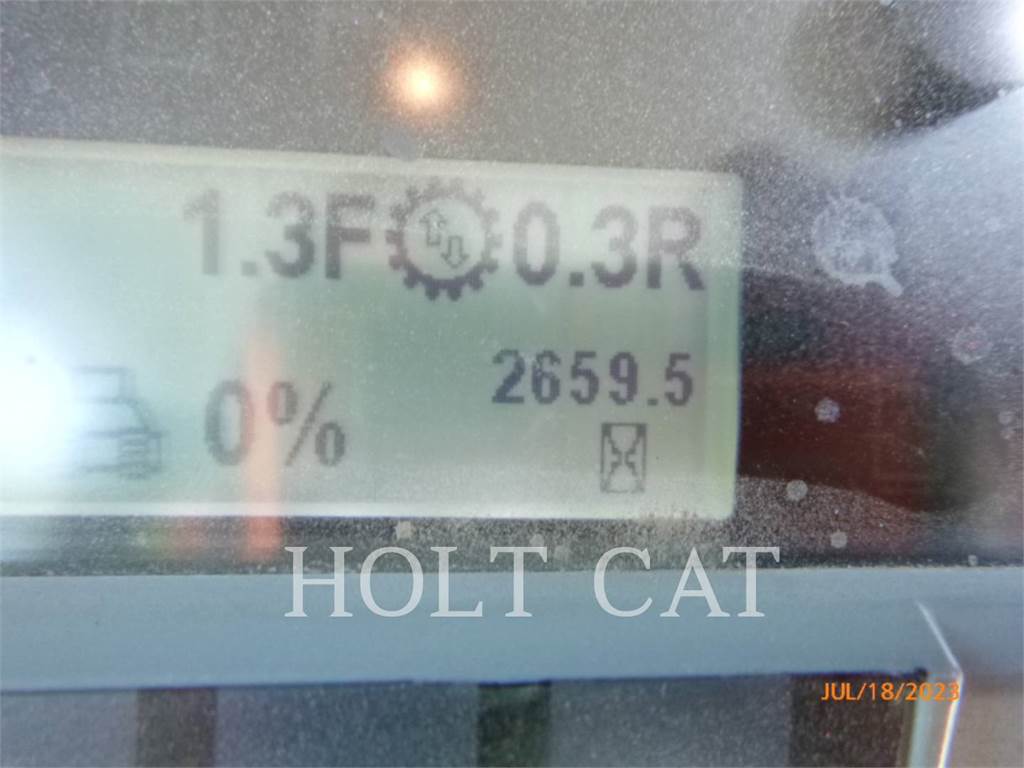 1.3F 0.3R
2659.5
0%
HOLT CAT
JUL/18/2023